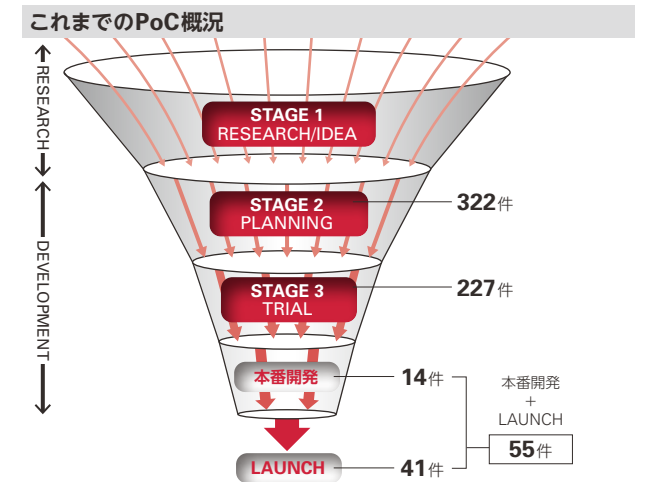 これまでのPoC概況
RESEARCH
STAGE 1
RESEARCH/IDEA
STAGE 2
PLANNING
322件
DEVELOPMENT
STAGE 3
TRIAL
227件
本番開発
14件
本番開発
+
LAUNCH
55件
LAUNCH
41件